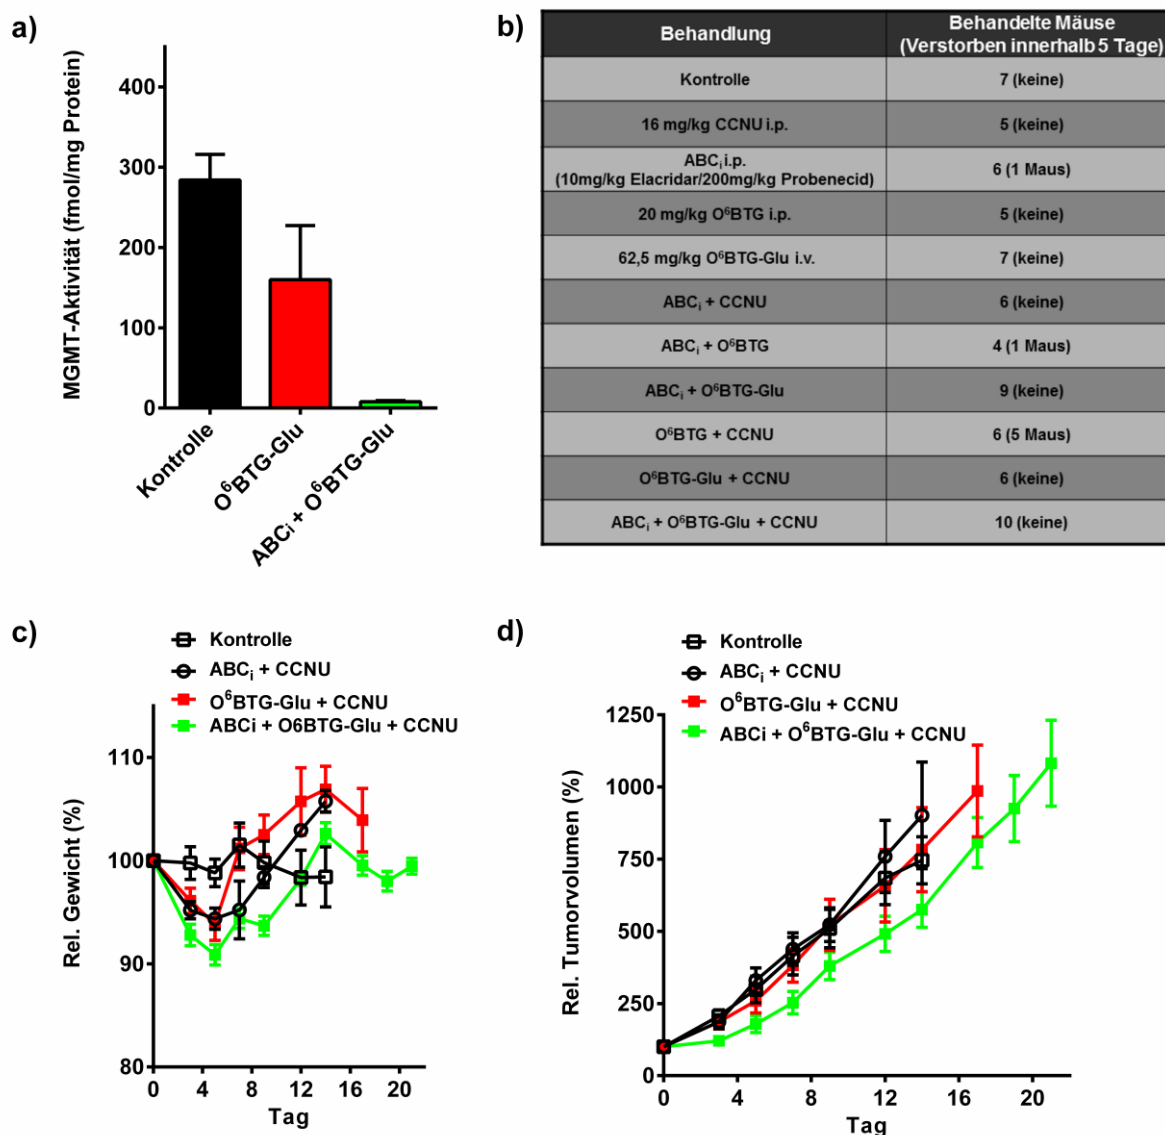 a)
MGMT-Aktivität (fmol/mg Protein)
400
300
200
100
0
Kontrolle
O⁶BTG-Glu
ABCᵢ + O⁶BTG-Glu
b)
Behandlung
Behandelte Mäuse
(Verstorben innerhalb 5 Tage)
Kontrolle
7 (keine)
16 mg/kg CCNU i.p.
5 (keine)
ABCᵢ i.p.
(10mg/kg Elacridar/200mg/kg Probenecid)
6 (1 Maus)
20 mg/kg O⁶BTG i.p.
5 (keine)
62,5 mg/kg O⁶BTG-Glu i.v.
7 (keine)
ABCᵢ + CCNU
6 (keine)
ABCᵢ + O⁶BTG
4 (1 Maus)
ABCᵢ + O⁶BTG-Glu
9 (keine)
O⁶BTG + CCNU
6 (5 Maus)
O⁶BTG-Glu + CCNU
6 (keine)
ABCᵢ + O⁶BTG-Glu + CCNU
10 (keine)
c)
Kontrolle
ABCᵢ + CCNU
O⁶BTG-Glu + CCNU
ABCi + O6BTG-Glu + CCNU
Rel. Gewicht (%)
110
100
90
80
0 4 8 12 16 20
Tag
d)
Kontrolle
ABCᵢ + CCNU
O⁶BTG-Glu + CCNU
ABCi + O⁶BTG-Glu + CCNU
Rel. Tumorvolumen (%)
1250
1000
750
500
250
0
0 4 8 12 16 20
Tag